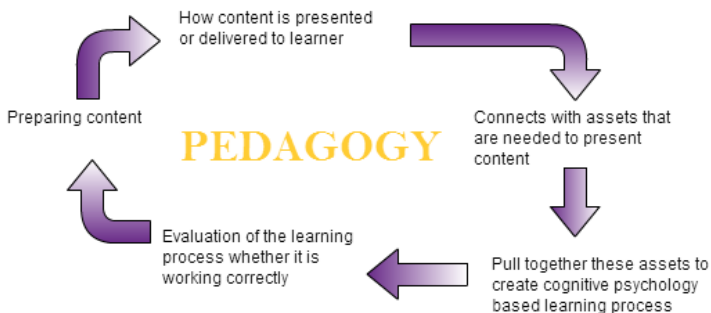 How content is presented
or delivered to learner
Preparing content
Connects with assets that
are needed to present
content
PEDAGOGY
Evaluation of the learning
process whether it is
working correctly
Pull together these assets to
create cognitive psychology
based learning process